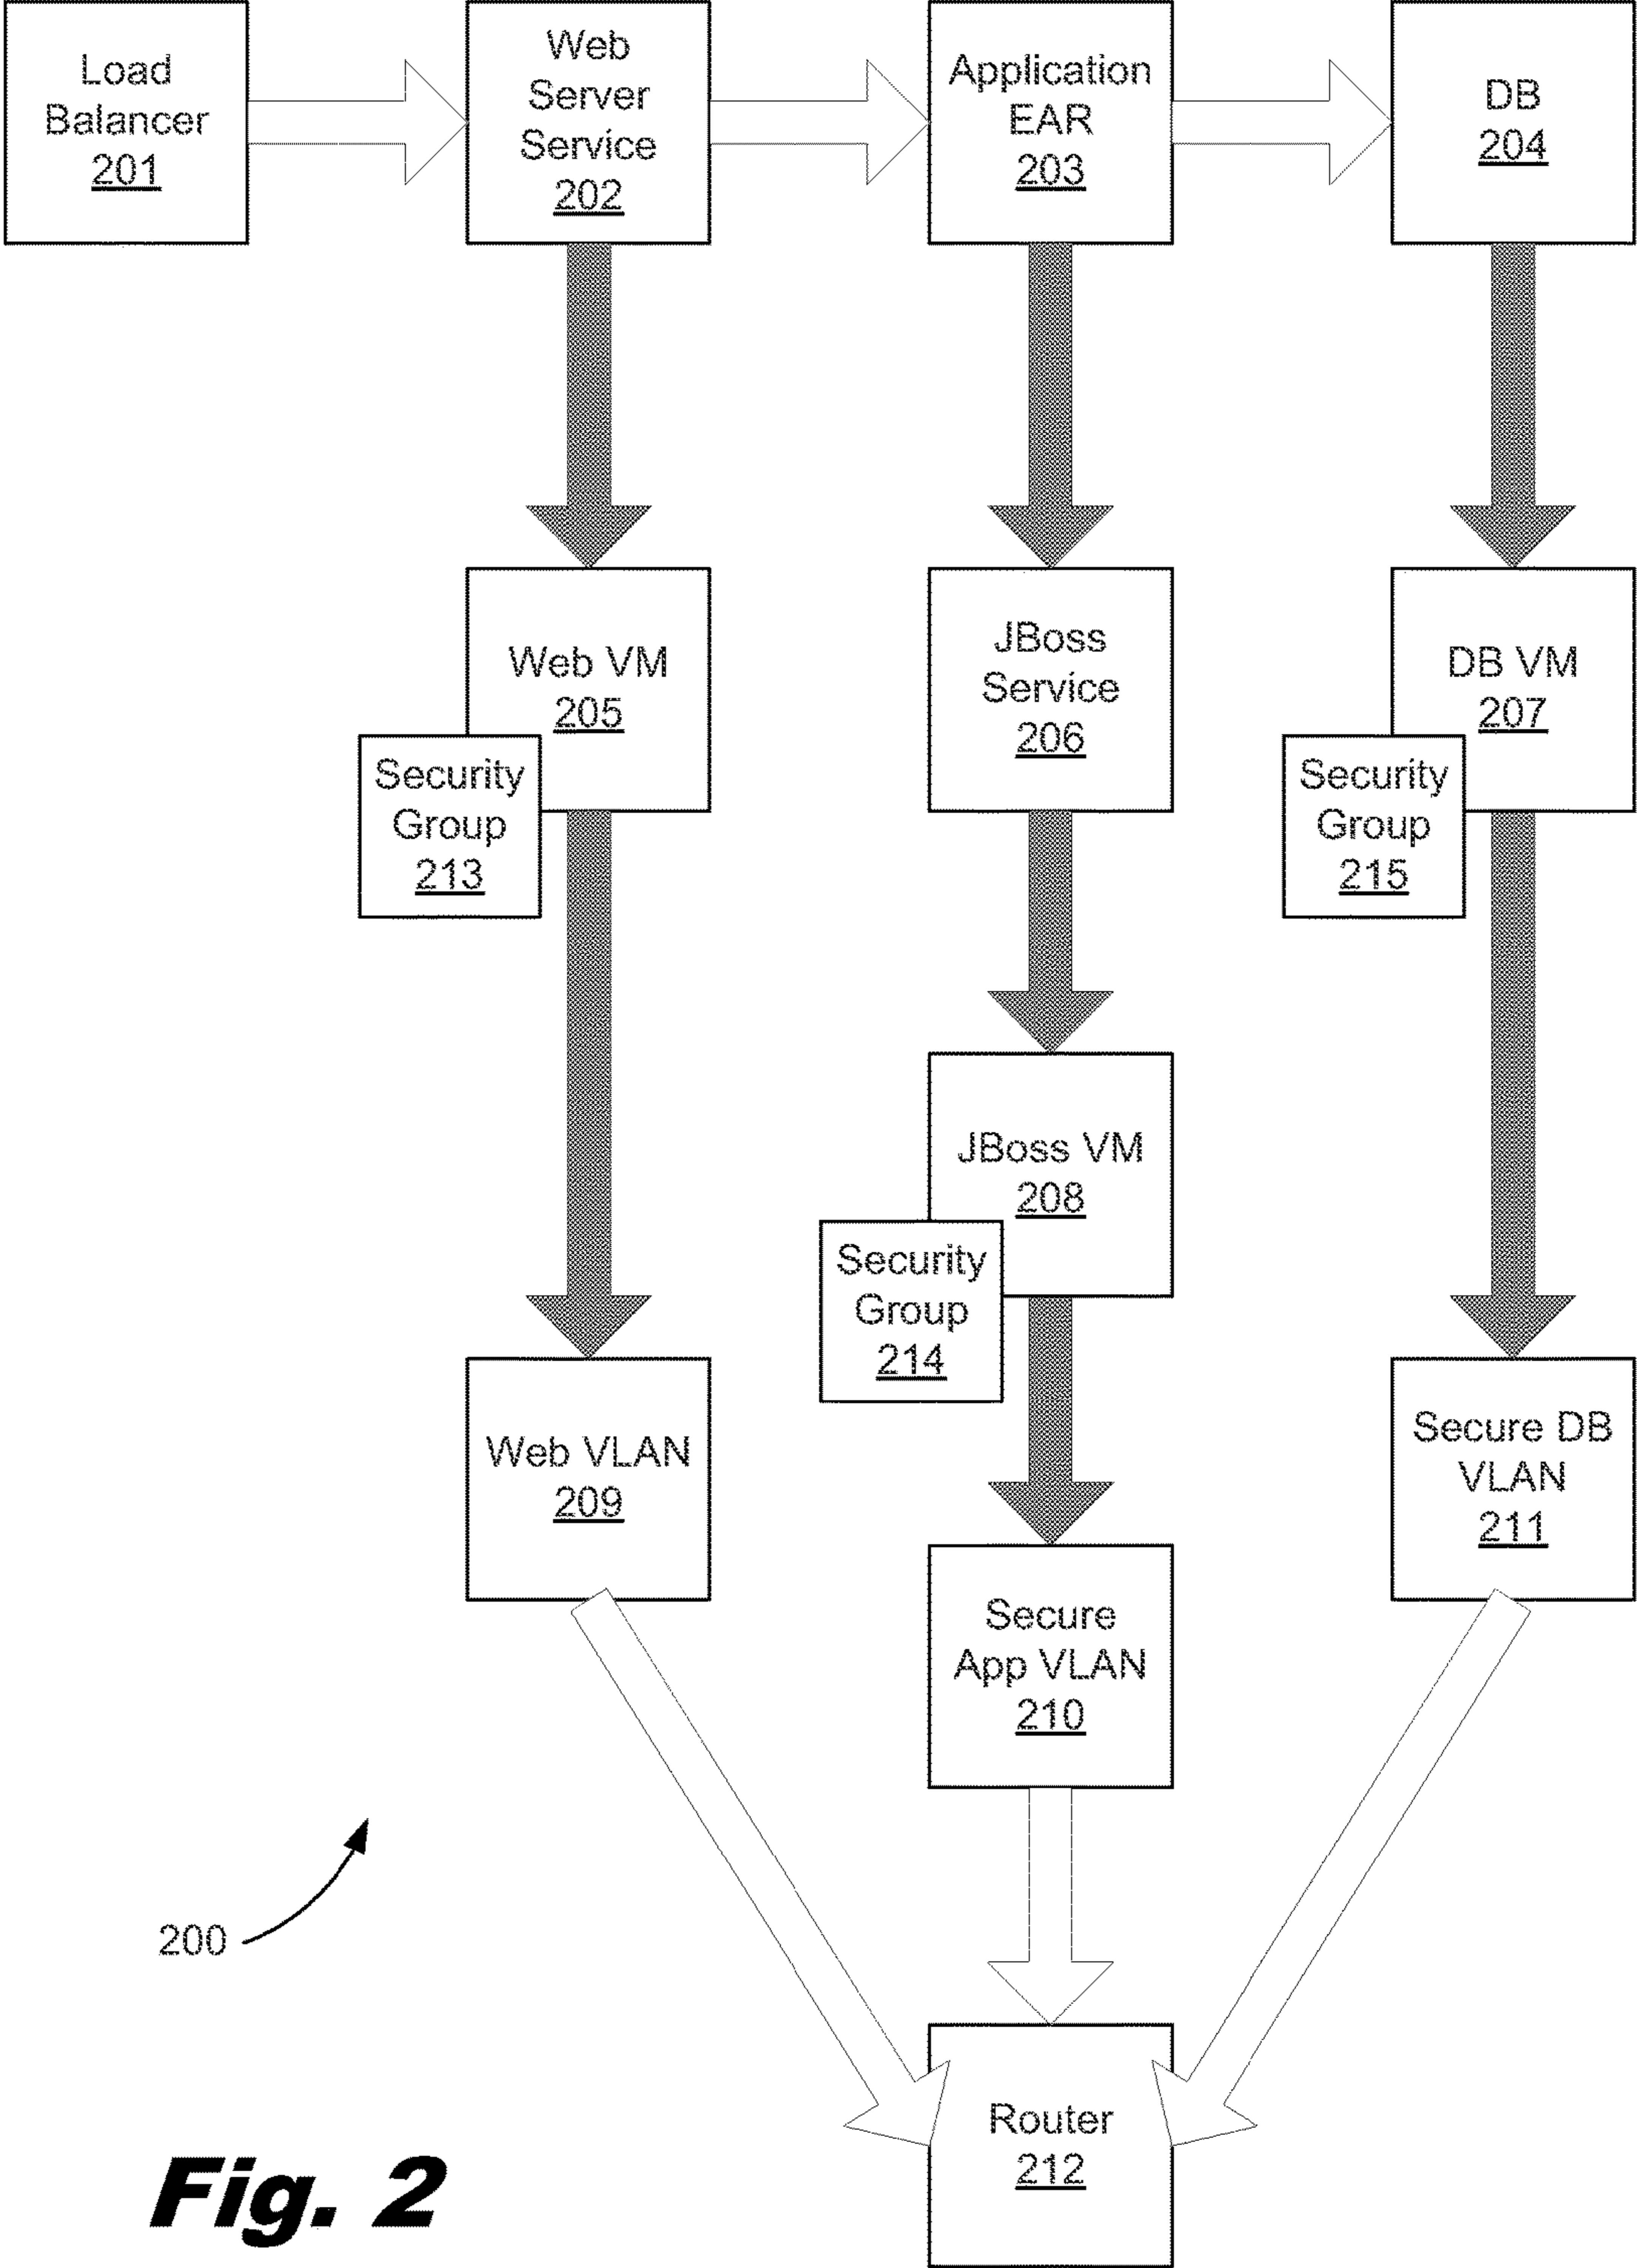 Load
Balancer
201
Web
Server
Service
202
Application
EAR
203
DB
204
Web VM
205
Security
Group
213
JBoss
Service
206
DB VM
207
Security
Group
215
JBoss VM
208
Security
Group
214
Web VLAN
209
Secure
App VLAN
210
Secure DB
VLAN
211
Router
212
200
Fig. 2